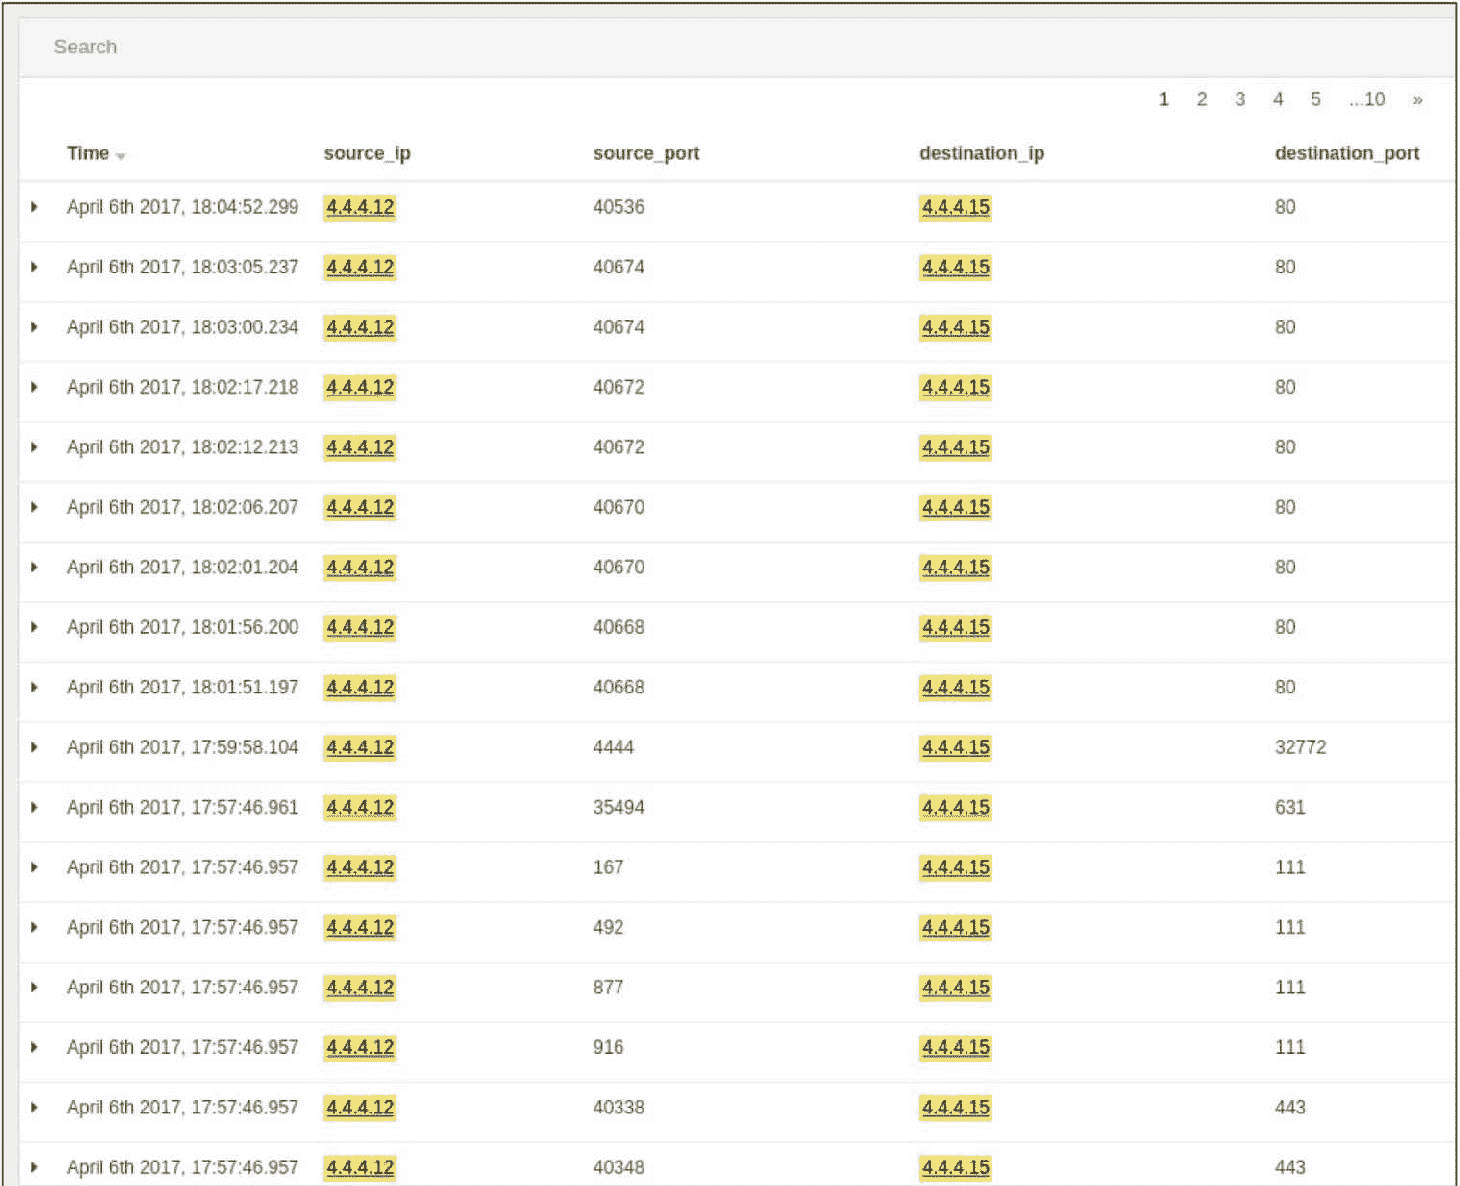 Search
1 2 3 4 5 ...10 »
Time source_ip source_port destination_ip destination_port
April 6th 2017, 18:04:52.299 4.4.4.12 40536 4.4.4.15 80
April 6th 2017, 18:03:05.237 4.4.4.12 40674 4.4.4.15 80
April 6th 2017, 18:03:00.234 4.4.4.12 40674 4.4.4.15 80
April 6th 2017, 18:02:17.218 4.4.4.12 40672 4.4.4.15 80
April 6th 2017, 18:02:12.213 4.4.4.12 40672 4.4.4.15 80
April 6th 2017, 18:02:06.207 4.4.4.12 40670 4.4.4.15 80
April 6th 2017, 18:02:01.204 4.4.4.12 40670 4.4.4.15 80
April 6th 2017, 18:01:56.200 4.4.4.12 40668 4.4.4.15 80
April 6th 2017, 18:01:51.197 4.4.4.12 40668 4.4.4.15 80
April 6th 2017, 17:59:58.104 4.4.4.12 4444 4.4.4.15 32772
April 6th 2017, 17:57:46.961 4.4.4.12 35494 4.4.4.15 631
April 6th 2017, 17:57:46.957 4.4.4.12 167 4.4.4.15 111
April 6th 2017, 17:57:46.957 4.4.4.12 492 4.4.4.15 111
April 6th 2017, 17:57:46.957 4.4.4.12 877 4.4.4.15 111
April 6th 2017, 17:57:46.957 4.4.4.12 916 4.4.4.15 111
April 6th 2017, 17:57:46.957 4.4.4.12 40338 4.4.4.15 443
April 6th 2017, 17:57:46.957 4.4.4.12 40348 4.4.4.15 443